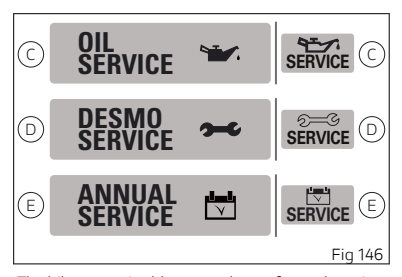 C OIL SERVICE SERVICE C
D DESMO SERVICE SERVICE D
E ANNUAL SERVICE SERVICE E
Fig 146